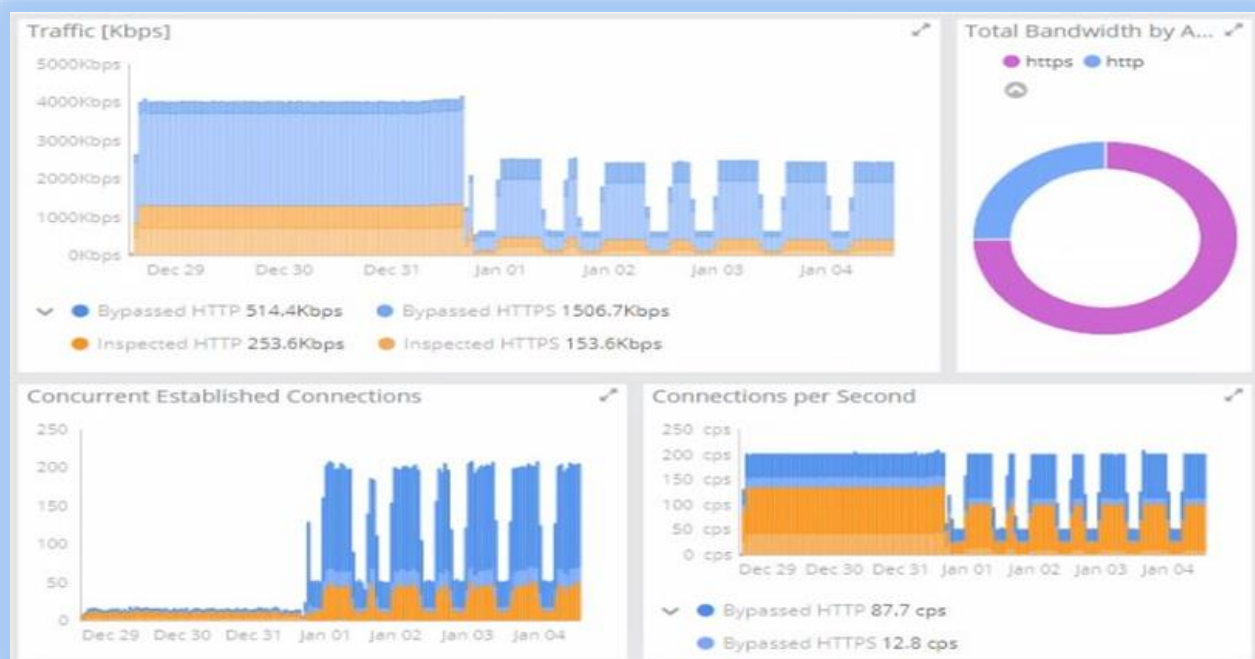 Traffic [Kbps]
5000Kbps
4000Kbps
3000Kbps
2000Kbps
1000Kbps
0Kbps
Dec 29 Dec 30 Dec 31 Jan 01 Jan 02 Jan 03 Jan 04
Bypassed HTTP 514.4Kbps Bypassed HTTPS 1506.7Kbps
Inspected HTTP 253.6Kbps Inspected HTTPS 153.6Kbps
Total Bandwidth by A...
https http
Concurrent Established Connections
250
200
150
100
50
0
Dec 29 Dec 30 Dec 31 Jan 01 Jan 02 Jan 03 Jan 04
Connections per Second
250 cps
200 cps
150 cps
100 cps
50 cps
0 cps
Dec 29 Dec 30 Dec 31 Jan 01 Jan 02 Jan 03 Jan 04
Bypassed HTTP 87.7 cps
Bypassed HTTPS 12.8 cps